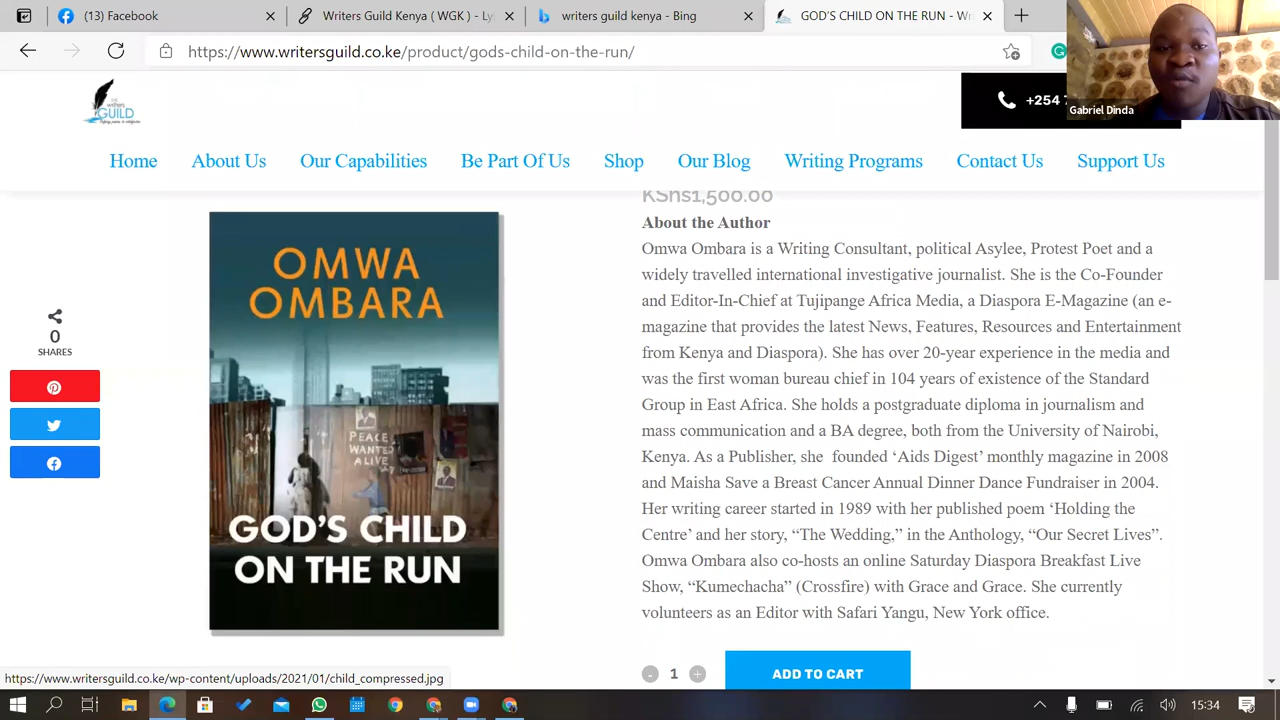 (13) Facebook
Guild Kenya (WGK) - Ly
writers guild kenya - Bing
GOD'S CHILD ON THE RUN - Wr
https://www.writersguild.co.ke/product/gods-child-on-the-run/
GUILD
+254 7
Gabriel Dinda
Home About Us Our Capabilities Be Part Of Us Shop Our Blog Writing Programs Contact Us Support Us
KShs1,500.00
OMWA
OMBARA
PEACE
WANTED
ALIVE
GOD'S CHILD
ON THE RUN
0
SHARES
About the Author
Omwa Ombara is a Writing Consultant, political Asylee, Protest Poet and a
widely travelled international investigative journalist. She is the Co-Founder
and Editor-In-Chief at Tujipange Africa Media, a Diaspora E-Magazine (an e-
magazine that provides the latest News, Features, Resources and Entertainment
from Kenya and Diaspora). She has over 20-year experience in the media and
was the first woman bureau chief in 104 years of existence of the Standard
Group in East Africa. She holds a postgraduate diploma in journalism and
mass communication and a BA degree, both from the University of Nairobi,
Kenya. As a Publisher, she founded ‘Aids Digest’ monthly magazine in 2008
and Maisha Save a Breast Cancer Annual Dinner Dance Fundraiser in 2004.
Her writing career started in 1989 with her published poem ‘Holding the
Centre’ and her story, “The Wedding,” in the Anthology, “Our Secret Lives”.
Omwa Ombara also co-hosts an online Saturday Diaspora Breakfast Live
Show, “Kumechacha” (Crossfire) with Grace and Grace. She currently
volunteers as an Editor with Safari Yangu, New York office.
- 1 +
ADD TO CART
https://www.writersguild.co.ke/wp-content/uploads/2021/01/child_compressed.jpg
15:34